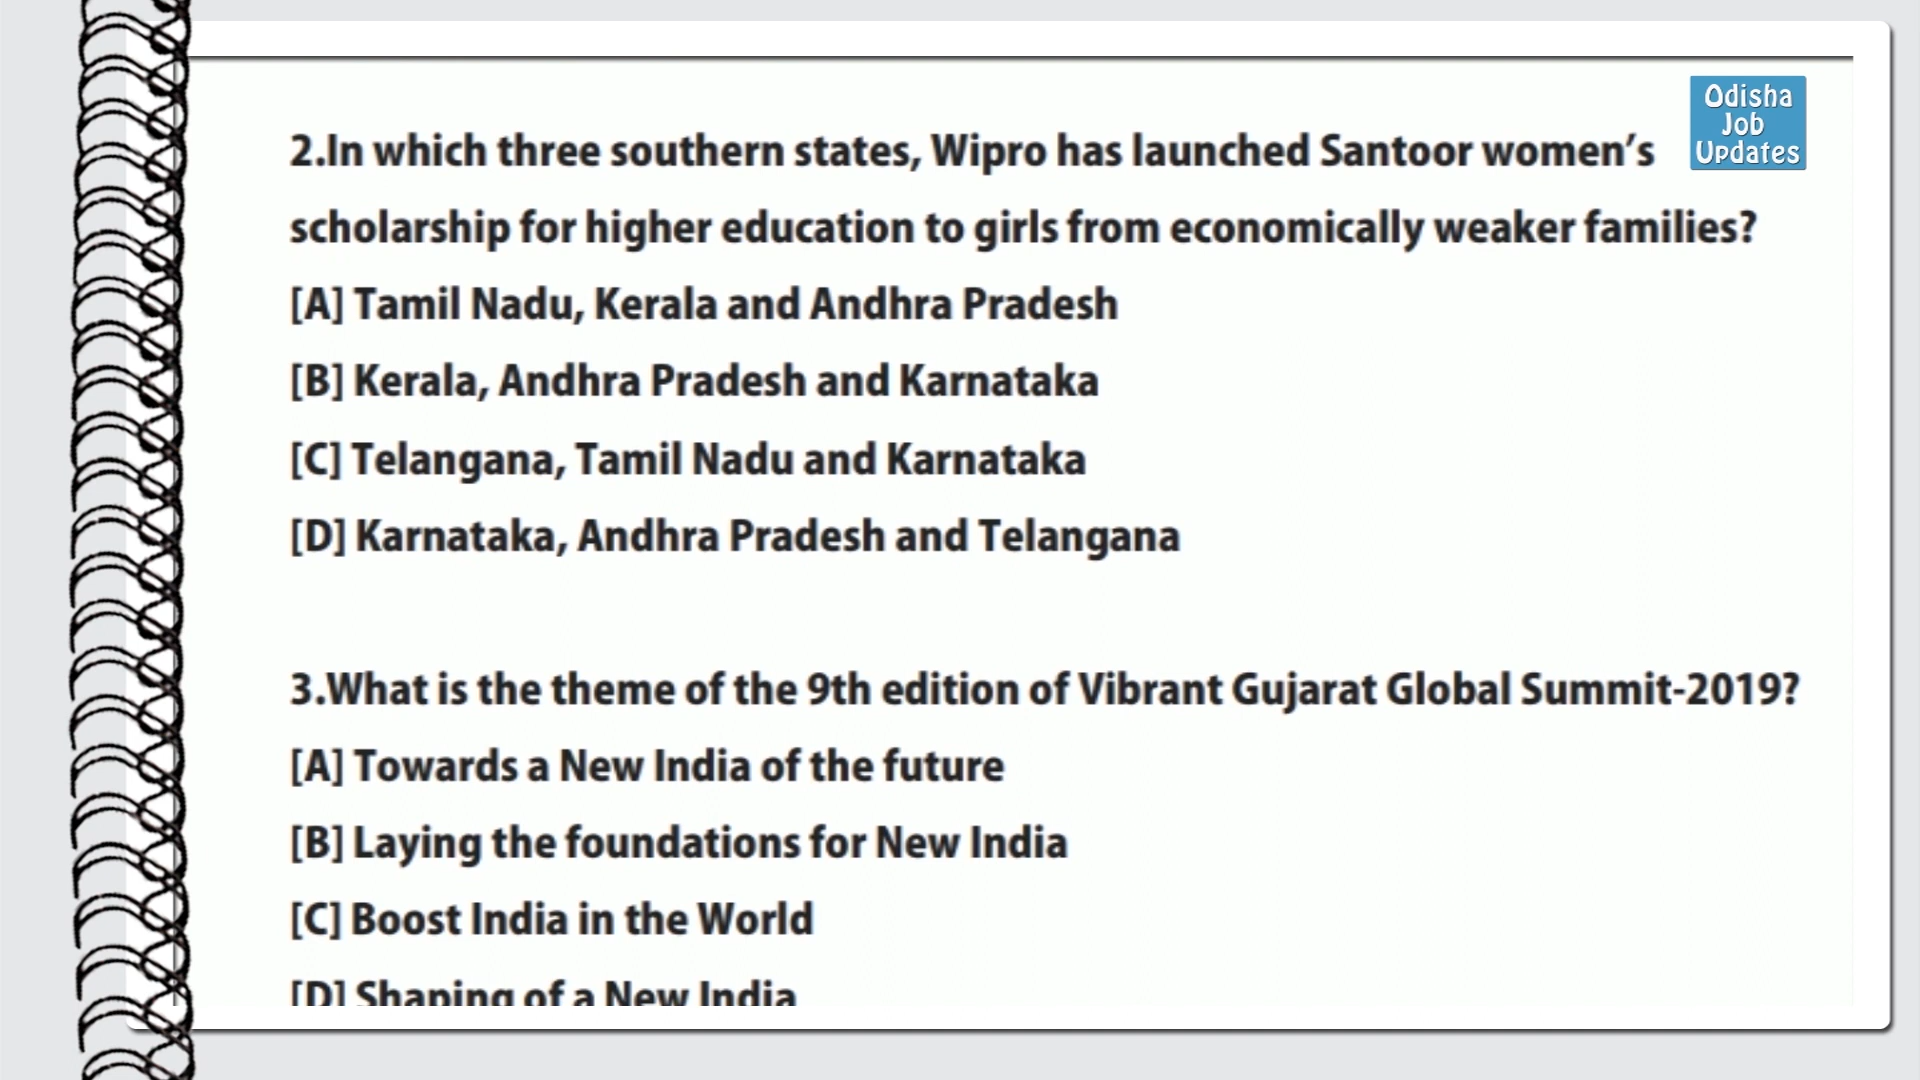 Odisha
Job
Updates
2.In which three southern states, Wipro has launched Santoor women’s
scholarship for higher education to girls from economically weaker families?
[A] Tamil Nadu, Kerala and Andhra Pradesh
[B] Kerala, Andhra Pradesh and Karnataka
[C] Telangana, Tamil Nadu and Karnataka
[D] Karnataka, Andhra Pradesh and Telangana
3.What is the theme of the 9th edition of Vibrant Gujarat Global Summit-2019?
[A] Towards a New India of the future
[B] Laying the foundations for New India
[C] Boost India in the World
[D] Shaping of a New India